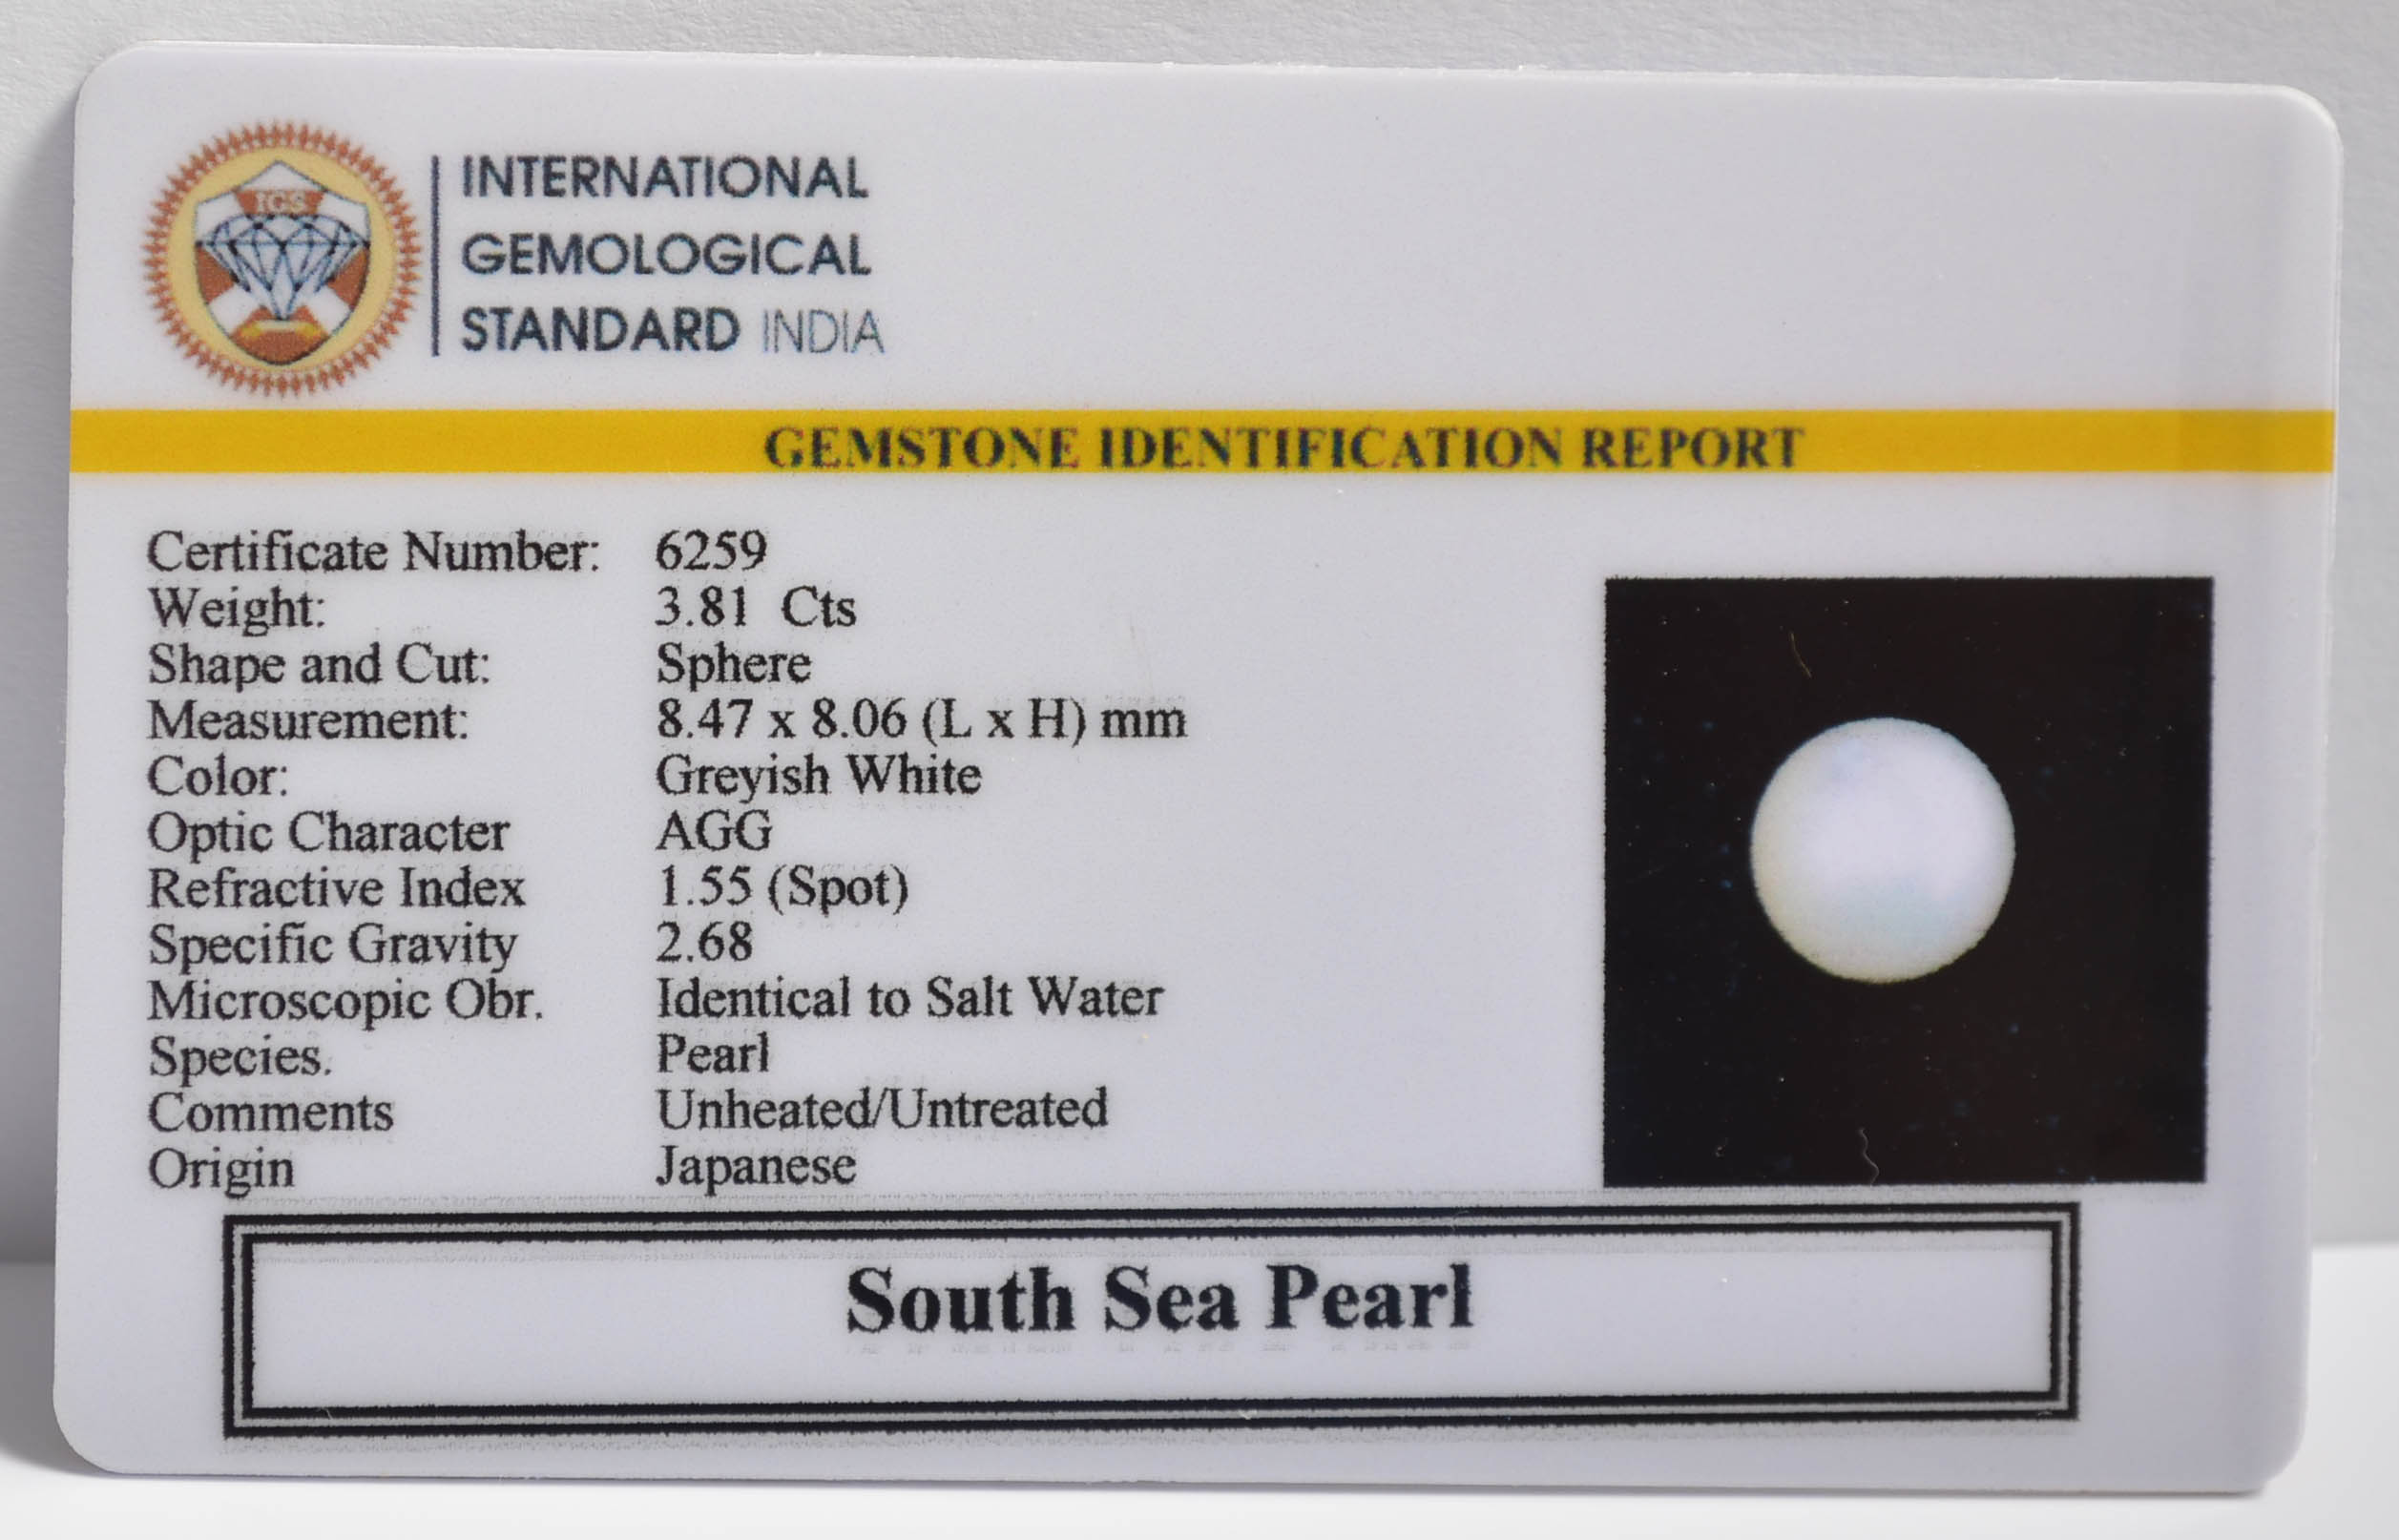 IGS
INTERNATIONAL
GEMOLOGICAL
STANDARD INDIA
GEMSTONE IDENTIFICATION REPORT
Certificate Number: 6259
Weight: 3.81 Cts
Shape and Cut: Sphere
Measurement: 8.47 x 8.06 (L x H) mm
Color: Greyish White
Optic Character AGG
Refractive Index 1.55 (Spot)
Specific Gravity 2.68
Microscopic Obr. Identical to Salt Water
Species. Pearl
Comments Unheated/Untreated
Origin Japanese
South Sea Pearl